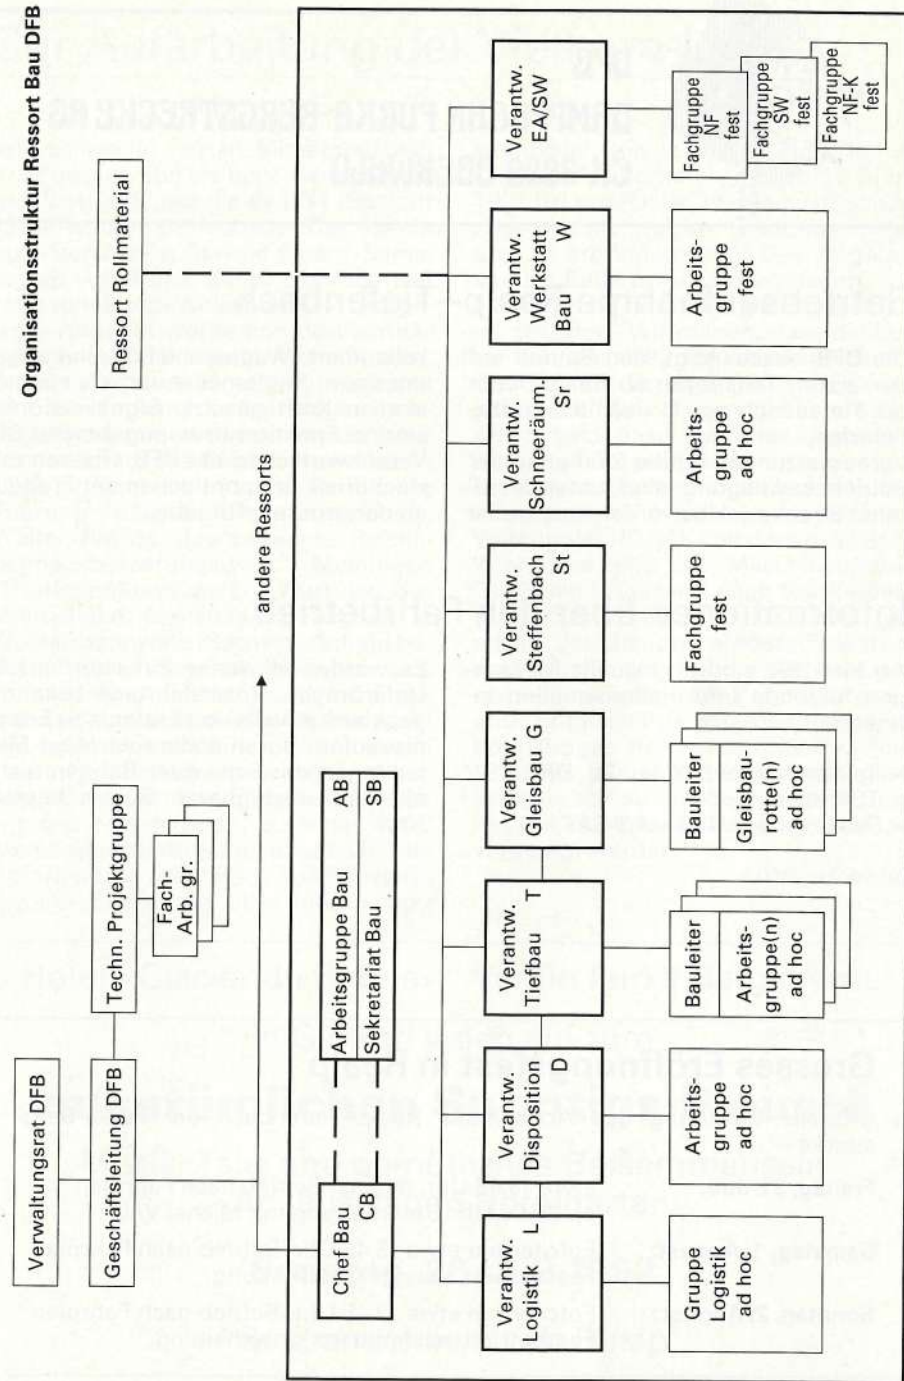 Organisationsstruktur Ressort Bau DFB
Verwaltungsrat DFB
Geschäftsleitung DFB
Techn. Projektgruppe
Fach-
Arb. gr.
Ressort Rollmaterial
andere Ressorts
Chef Bau
CB
Arbeitsgruppe Bau AB
Sekretariat Bau SB
Verantw.
Logistik L
Verantw.
Disposition
D
Verantw.
Tiefbau T
Verantw.
Gleisbau G
Verantw.
Steffenbach
St
Verantw.
Schneeräum.
Sr
Verantw.
Werkstatt
Bau W
Verantw.
EA/SW
Gruppe
Logistik
ad hoc
Arbeits-
gruppe
ad hoc
Bauleiter
Arbeits-
gruppe(n)
ad hoc
Bauleiter
Gleisbau-
rotte(n)
ad hoc
Fachgruppe
fest
Arbeits-
gruppe
ad hoc
Arbeits-
gruppe
fest
Fachgruppe
NF
fest
Fachgruppe
SW
fest
Fachgruppe
NF-K
fest